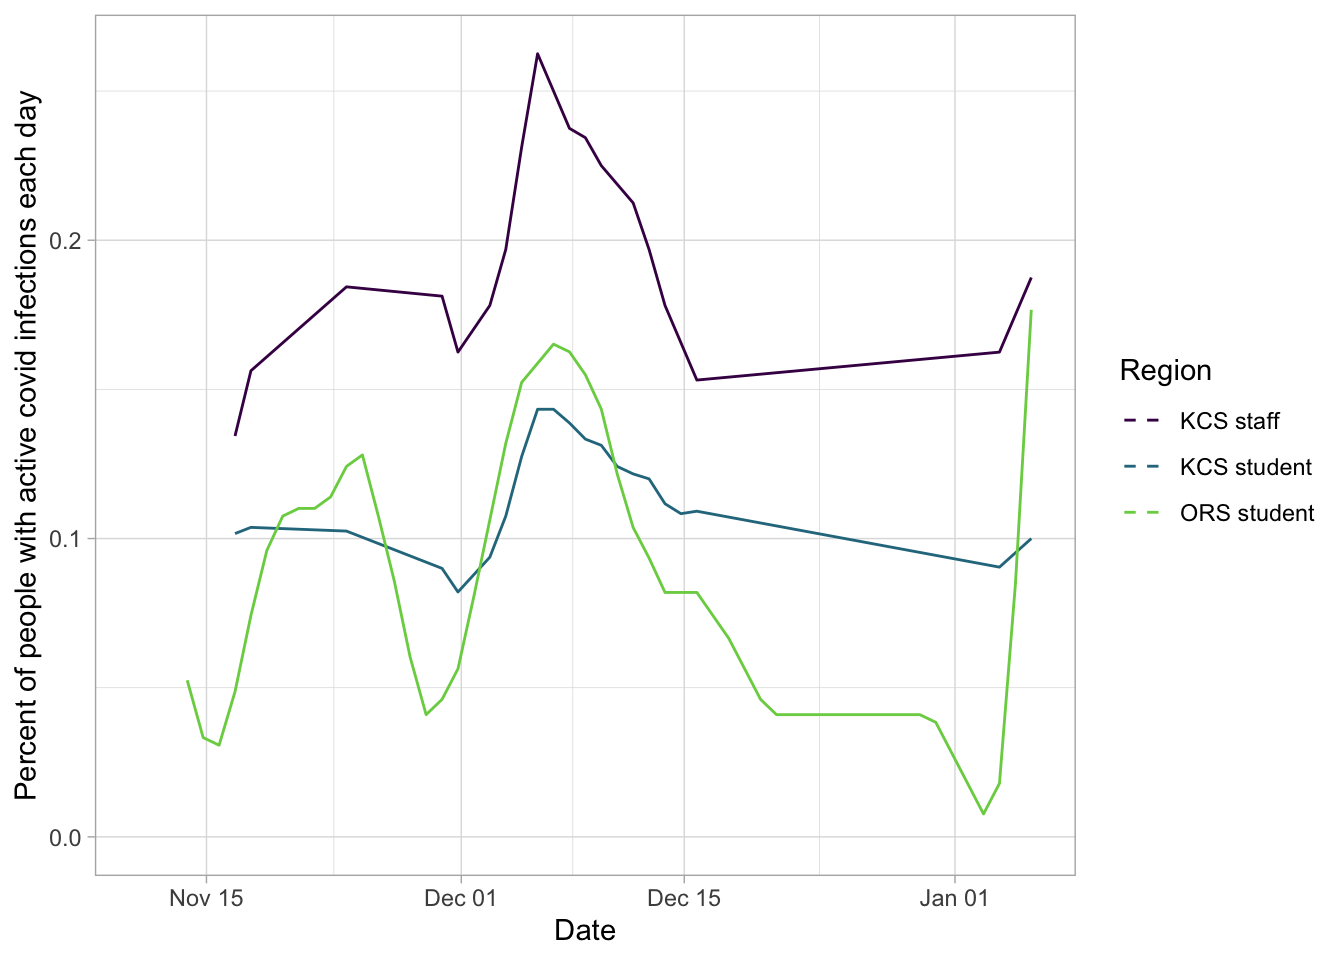 Percent of people with active covid infections each day
0.2
0.1
0.0
Nov 15
Dec 01
Dec 15
Jan 01
Date
Region
KCS staff
KCS student
ORS student